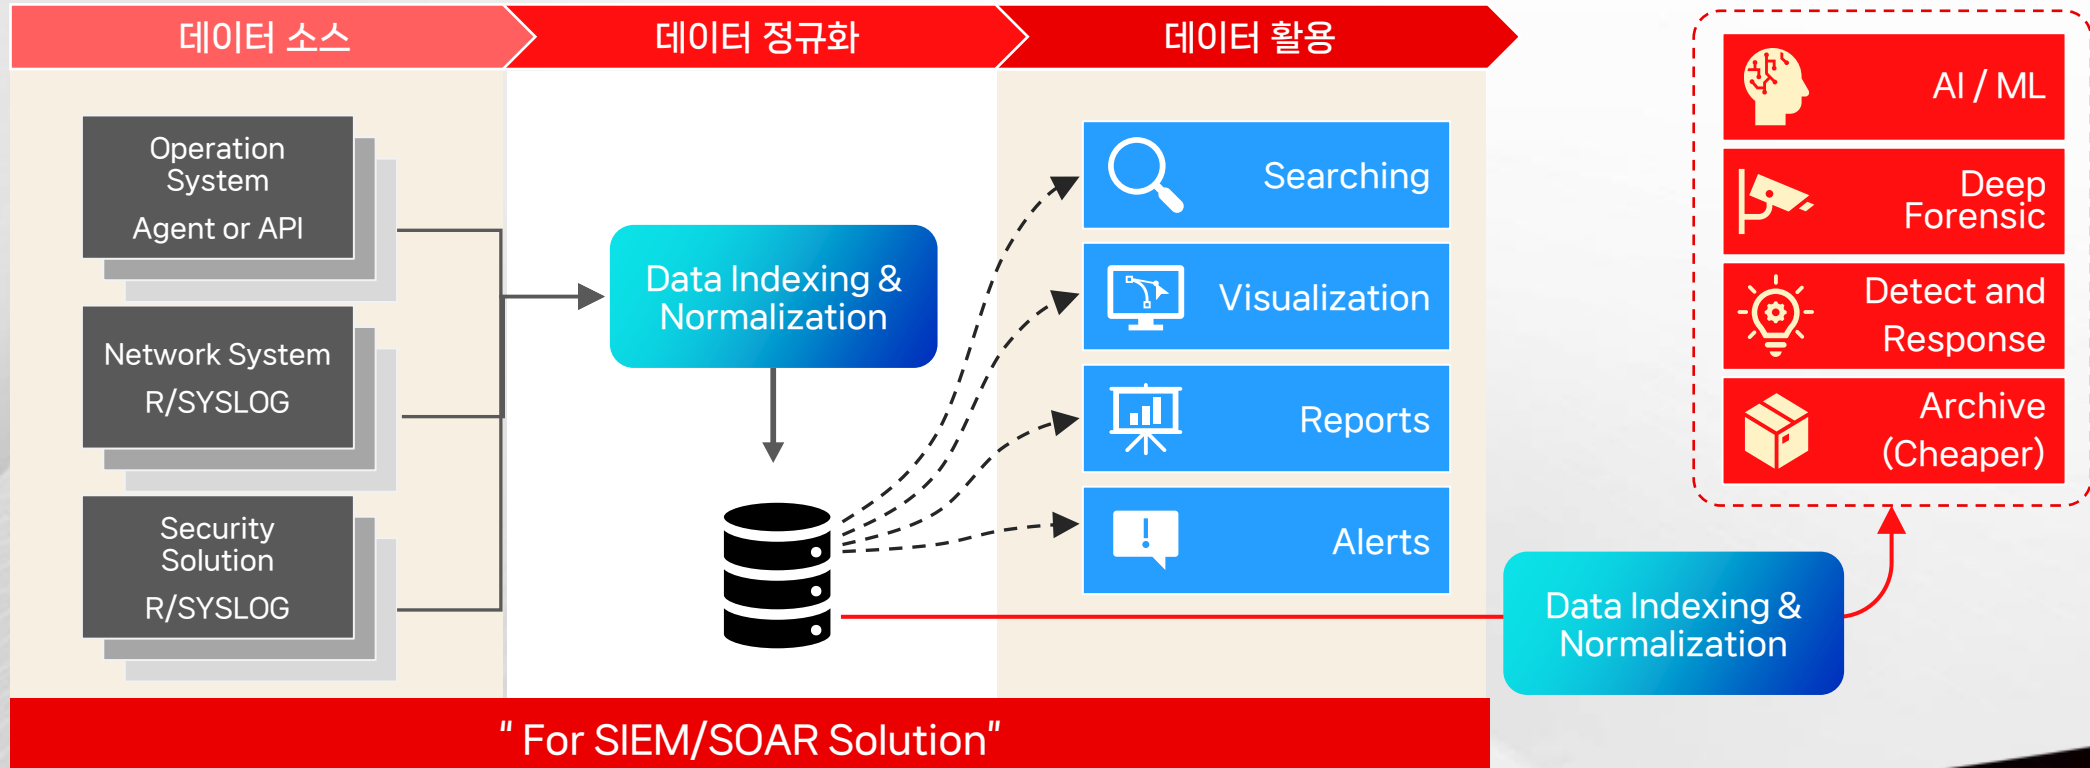 데이터 소스
데이터 정규화
데이터 활용
Operation
System
Agent or API
Network System
R/SYSLOG
Security
Solution
R/SYSLOG
Data Indexing &
Normalization
Searching
Visualization
Reports
Alerts
AI / ML
Deep
Forensic
Detect and
Response
Archive
(Cheaper)
Data Indexing &
Normalization
" For SIEM/SOAR Solution"